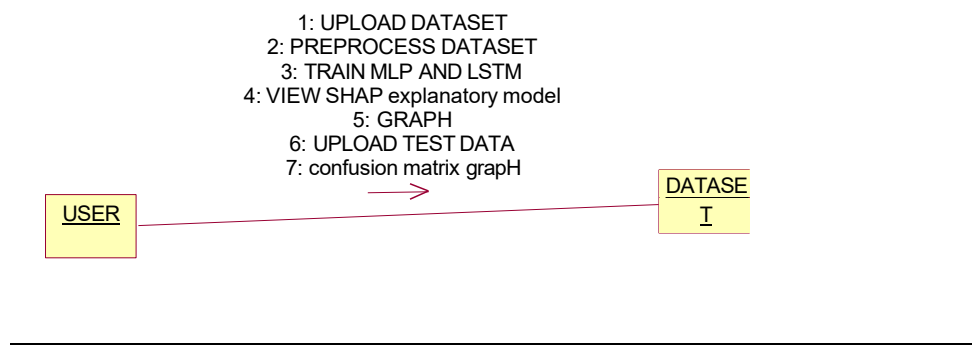 1: UPLOAD DATASET
2: PREPROCESS DATASET
3: TRAIN MLP AND LSTM
4: VIEW SHAP explanatory model
5: GRAPH
6: UPLOAD TEST DATA
7: confusion matrix grapH
USER
DATASE
T